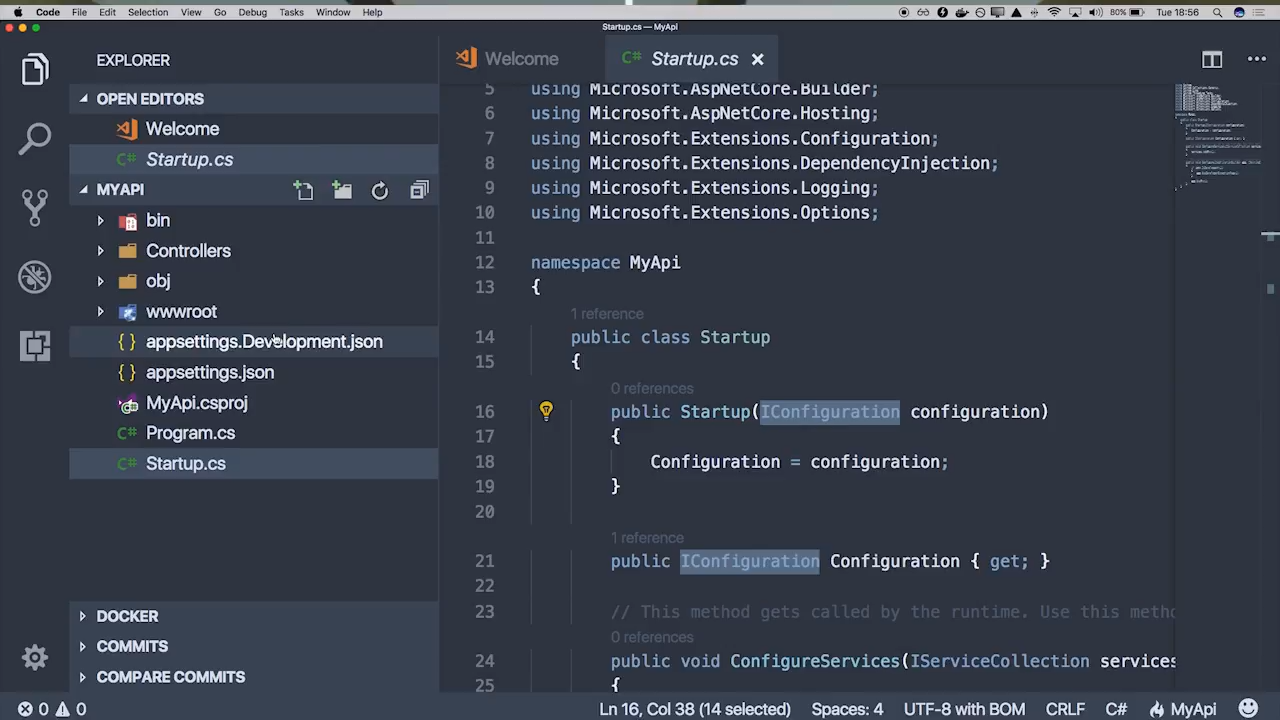 Code File Edit Selection View Go Debug Tasks Window Help 80% Tue 18:56
Startup.cs — MyApi
EXPLORER
OPEN EDITORS
Welcome
C# Startup.cs
MYAPI
bin
Controllers
obj
wwwroot
{ } appsettings.Development.json
{ } appsettings.json
MyApi.csproj
C# Program.cs
C# Startup.cs
DOCKER
COMMITS
COMPARE COMMITS
Welcome
C# Startup.cs
5 using Microsoft.AspNetCore.Builder;
6 using Microsoft.AspNetCore.Hosting;
7 using Microsoft.Extensions.Configuration;
8 using Microsoft.Extensions.DependencyInjection;
9 using Microsoft.Extensions.Logging;
10 using Microsoft.Extensions.Options;
11
12 namespace MyApi
13 {
1 reference
14 public class Startup
15 {
0 references
16 public Startup(IConfiguration configuration)
17 {
18 Configuration = configuration;
19 }
20
1 reference
21 public IConfiguration Configuration { get; }
22
23 // This method gets called by the runtime. Use this metho
0 references
24 public void ConfigureServices(IServiceCollection services
25 {
0 0 Ln 16, Col 38 (14 selected) Spaces: 4 UTF-8 with BOM CRLF C# MyApi